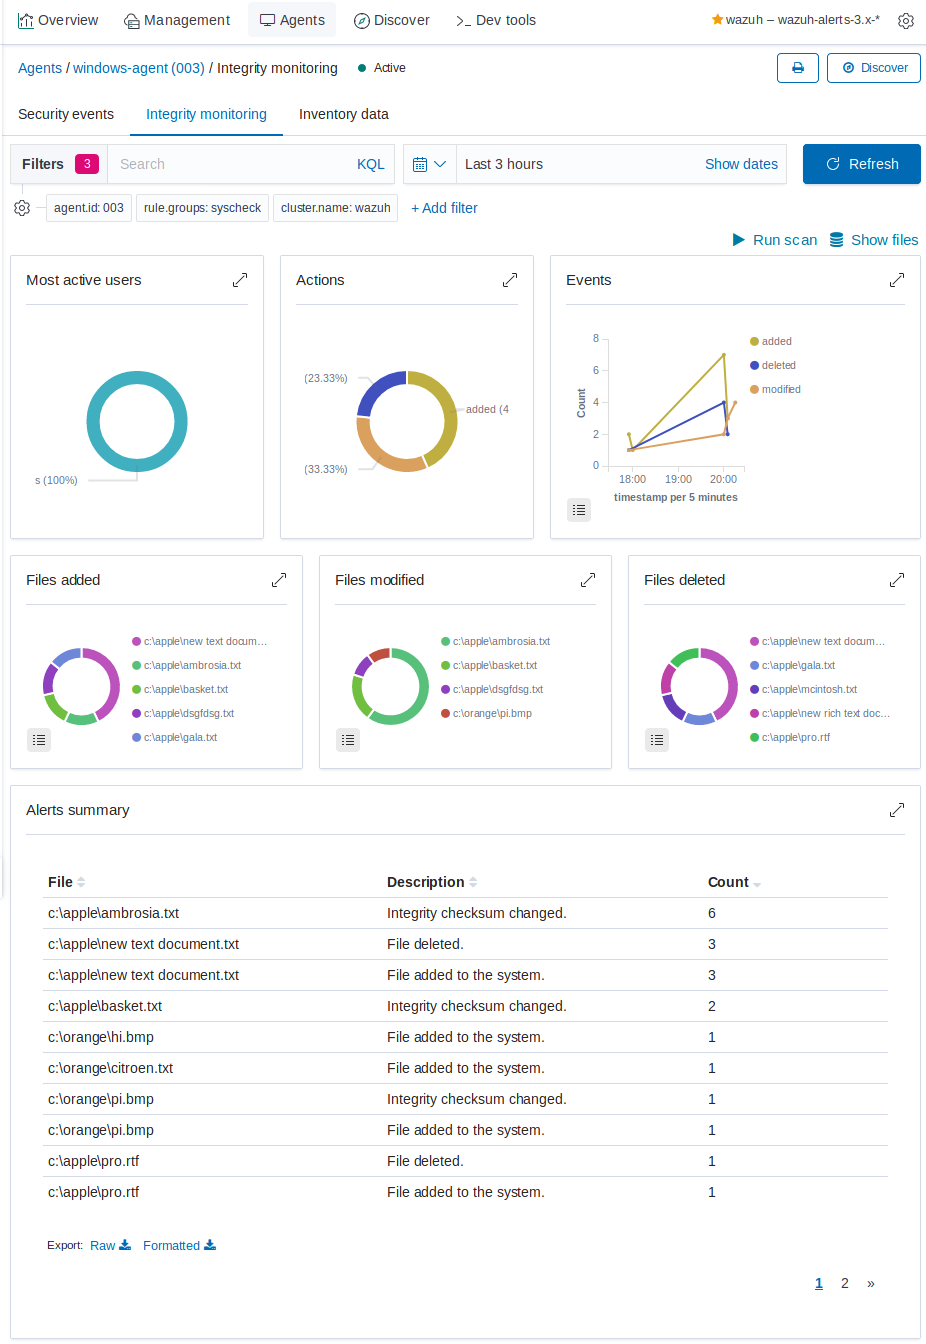 Overview Management Agents Discover Dev tools wazuh – wazuh-alerts-3.x-*
Agents / windows-agent (003) / Integrity monitoring Active Discover
Security events Integrity monitoring Inventory data
Filters 3 Search KQL Last 3 hours Show dates Refresh
agent.id: 003 rule.groups: syscheck cluster.name: wazuh + Add filter
Run scan Show files
Most active users
s (100%)
Actions
(23.33%)
added (4
(33.33%)
Events
8
6
4
2
0
Count
18:00 19:00 20:00
timestamp per 5 minutes
added
deleted
modified
Files added
c:\apple\new text docum...
c:\apple\ambrosia.txt
c:\apple\basket.txt
c:\apple\dsgfdsg.txt
c:\apple\gala.txt
Files modified
c:\apple\ambrosia.txt
c:\apple\basket.txt
c:\apple\dsgfdsg.txt
c:\orange\pi.bmp
Files deleted
c:\apple\new text docum...
c:\apple\gala.txt
c:\apple\mcintosh.txt
c:\apple\new rich text doc...
c:\apple\pro.rtf
Alerts summary
File Description Count
c:\apple\ambrosia.txt Integrity checksum changed. 6
c:\apple\new text document.txt File deleted. 3
c:\apple\new text document.txt File added to the system. 3
c:\apple\basket.txt Integrity checksum changed. 2
c:\orange\hi.bmp File added to the system. 1
c:\orange\citroen.txt File added to the system. 1
c:\orange\pi.bmp Integrity checksum changed. 1
c:\orange\pi.bmp File added to the system. 1
c:\apple\pro.rtf File deleted. 1
c:\apple\pro.rtf File added to the system. 1
Export: Raw Formatted
1 2 »